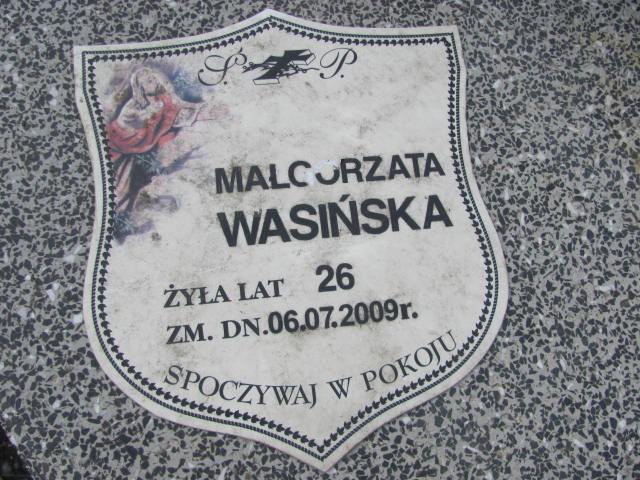 Ś P.
MAŁGORZATA
WASIŃSKA
ŻYŁA LAT 26
ZM. DN. 06.07.2009r.
SPOCZYWAJ W POKOJU